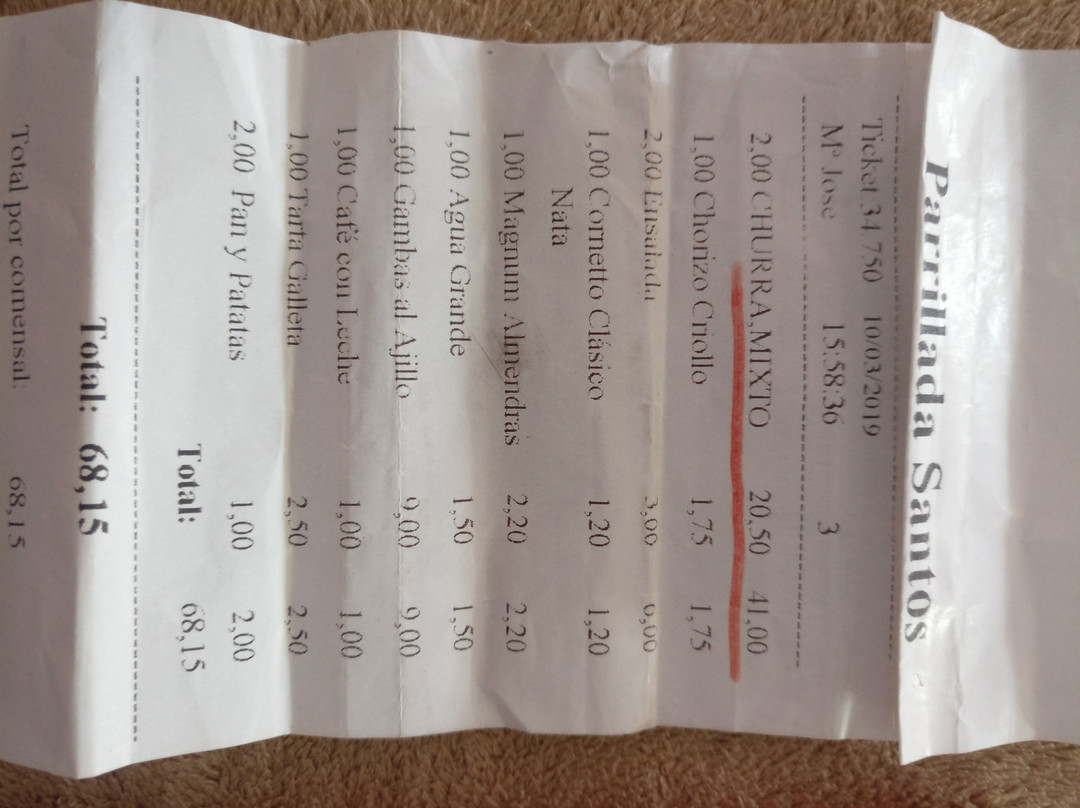 Parrillada Santos
Ticket 34.750 10/03/2019
Mª Jose 15:58:36 3
2,00 CHURRA,MIXTO 20,50 41,00
1,00 Chorizo Criollo 1,75 1,75
2,00 Ensalada 3,00 6,00
1,00 Cornetto Clásico 1,20 1,20
Nata
1,00 Magnum Almendras 2,20 2,20
1,00 Agua Grande 1,50 1,50
1,00 Gambas al Ajillo 9,00 9,00
1,00 Café con Leche 1,00 1,00
1,00 Tarta Galleta 2,50 2,50
2,00 Pan y Patatas 1,00 2,00
Total: 68,15
Total: 68,15
Total por comensal: 68,15